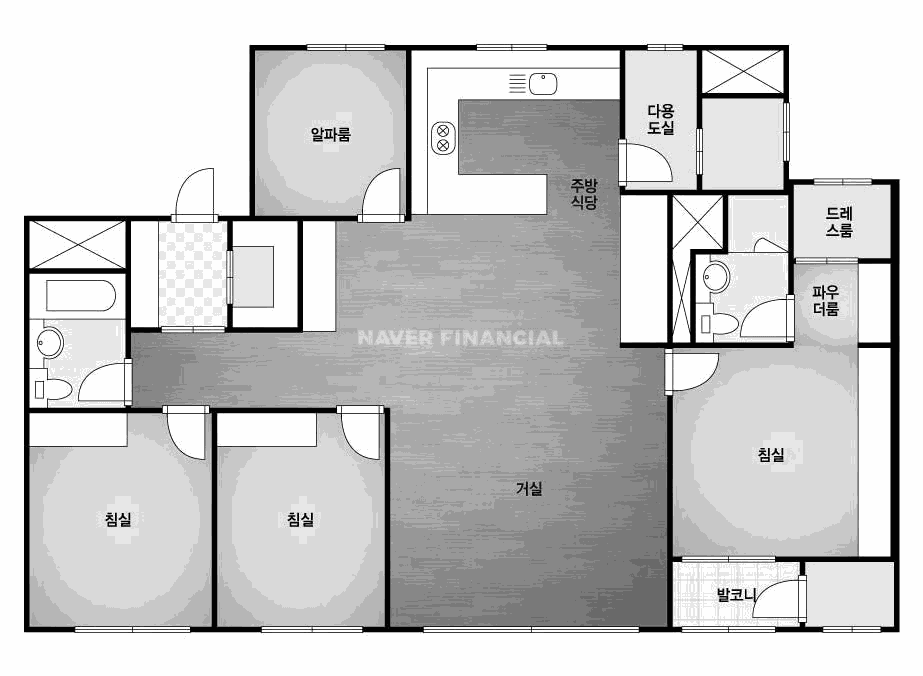 알파룸
다용
도실
주방
식당
드레
스룸
파우
더룸
NAVER FINANCIAL
침실
거실
침실
침실
발코니